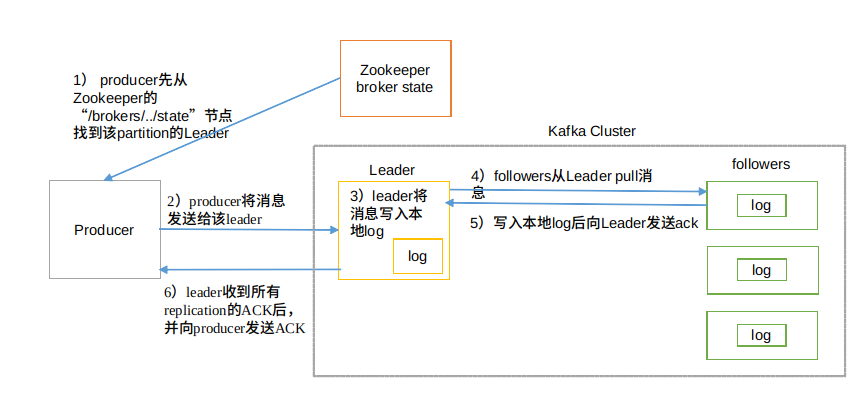 Zookeeper
broker state
1） producer先从
Zookeeper的
“/brokers/../state”节点
找到该partition的Leader
Kafka Cluster
Leader
followers
Producer
2）producer将消息
发送给该leader
3）leader将
消息写入本
地log
log
4）followers从Leader pull消
息
5）写入本地log后向Leader发送ack
log
log
log
6）leader收到所有
replication的ACK后，
并向producer发送ACK